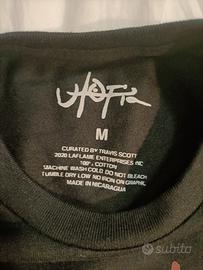 M
CURATED BY TRAVIS SCOTT
2020 LAFLAME ENTERPRISES INC
100% COTTON
MACHINE WASH COLD DO NOT BLEACH
TUMBLE DRY LOW NO IRON ON GRAPHIC
MADE IN NICARAGUA
subito